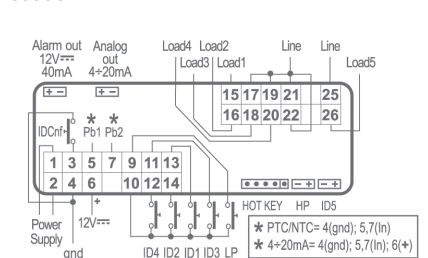 Alarm out
12V
40mA
Analog
out
4÷20mA
Load4 Load2
Load3 Load1
Line
Line
Load5
+ -
+ -
IDCnf
* *
Pb1 Pb2
15 17 19 21 25
16 18 20 22 26
1 3 5 7 9 11 13
2 4 6 10 12 14
+
Power
Supply
gnd
12V
HOT KEY
- +
HP
- +
ID5
ID4 ID2 ID1 ID3 LP
* PTC/NTC= 4(gnd); 5,7(In)
* 4÷20mA= 4(gnd); 5,7(In); 6(+)